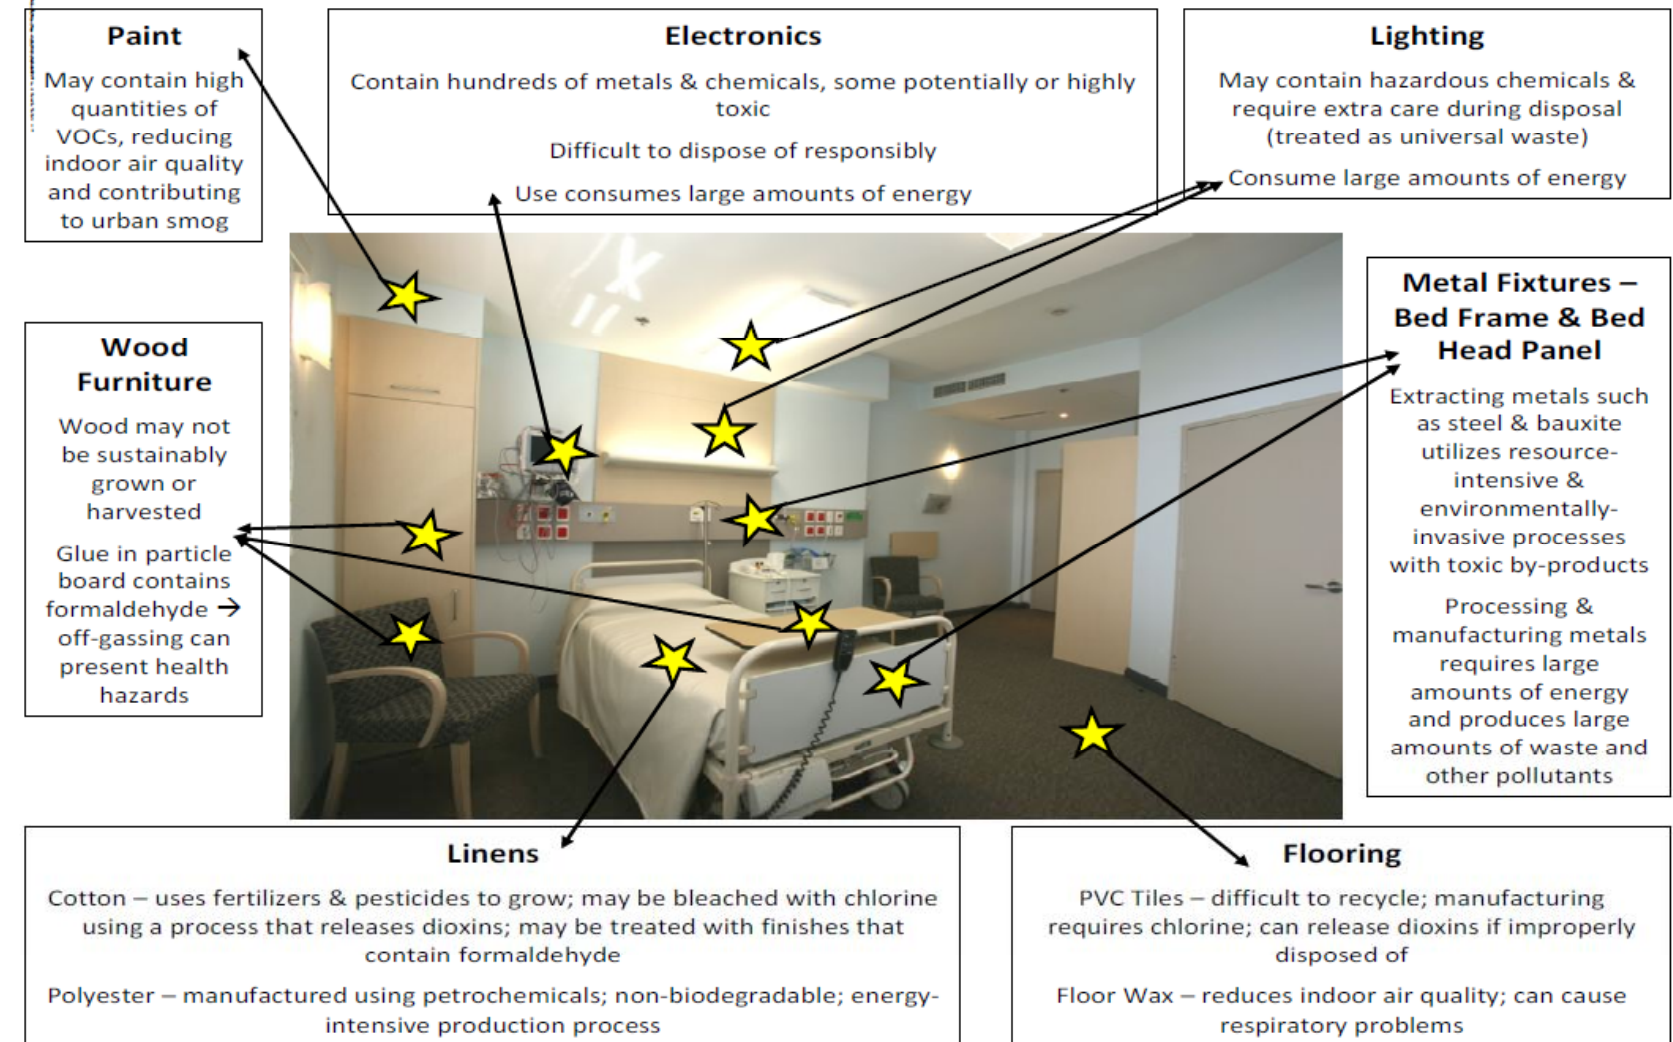 Paint
May contain high
quantities of
VOCs, reducing
indoor air quality
and contributing
to urban smog
Electronics
Contain hundreds of metals & chemicals, some potentially or highly
toxic
Difficult to dispose of responsibly
Use consumes large amounts of energy
Lighting
May contain hazardous chemicals &
require extra care during disposal
(treated as universal waste)
Consume large amounts of energy
Wood
Furniture
Wood may not
be sustainably
grown or
harvested
Glue in particle
board contains
formaldehyde →
off-gassing can
present health
hazards
Metal Fixtures –
Bed Frame & Bed
Head Panel
Extracting metals such
as steel & bauxite
utilizes resource-
intensive &
environmentally-
invasive processes
with toxic by-products
Processing &
manufacturing metals
requires large
amounts of energy
and produces large
amounts of waste and
other pollutants
Linens
Cotton – uses fertilizers & pesticides to grow; may be bleached with chlorine
using a process that releases dioxins; may be treated with finishes that
contain formaldehyde
Polyester – manufactured using petrochemicals; non-biodegradable; energy-
intensive production process
Flooring
PVC Tiles – difficult to recycle; manufacturing
requires chlorine; can release dioxins if improperly
disposed of
Floor Wax – reduces indoor air quality; can cause
respiratory problems